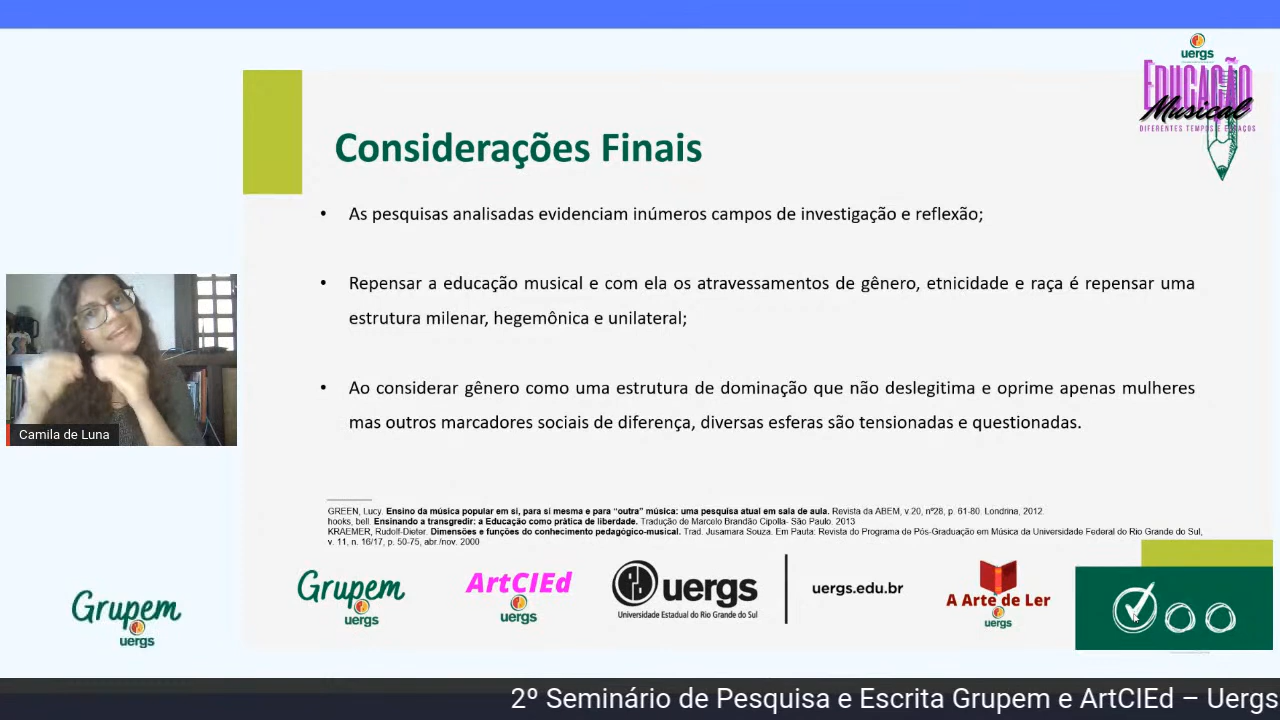 uergs
EDUCAÇÃO
Musical
DIFERENTES TEMPOS E ESPAÇOS
Considerações Finais
• As pesquisas analisadas evidenciam inúmeros campos de investigação e reflexão;
• Repensar a educação musical e com ela os atravessamentos de gênero, etnicidade e raça é repensar uma
estrutura milenar, hegemônica e unilateral;
• Ao considerar gênero como uma estrutura de dominação que não deslegitima e oprime apenas mulheres
mas outros marcadores sociais de diferença, diversas esferas são tensionadas e questionadas.
Camila de Luna
GREEN, Lucy. Ensino da música popular em si, para si mesma e para “outra” música: uma pesquisa atual em sala de aula. Revista da ABEM, v.20, nº28, p. 61-80. Londrina, 2012.
hooks, bell. Ensinando a transgredir: a Educação como prática de liberdade. Tradução de Marcelo Brandão Cipolla- São Paulo. 2013
KRAEMER, Rudolf-Dieter. Dimensões e funções do conhecimento pedagógico-musical. Trad. Jusamara Souza. Em Pauta: Revista do Programa de Pós-Graduação em Música da Universidade Federal do Rio Grande do Sul,
v. 11, n. 16/17, p. 50-75, abr./nov. 2000
Grupem
uergs
Grupem
uergs
ArtCIEd
uergs
uergs
Universidade Estadual do Rio Grande do Sul
uergs.edu.br
A Arte de Ler
uergs
2º Seminário de Pesquisa e Escrita Grupem e ArtCIEd – Uergs